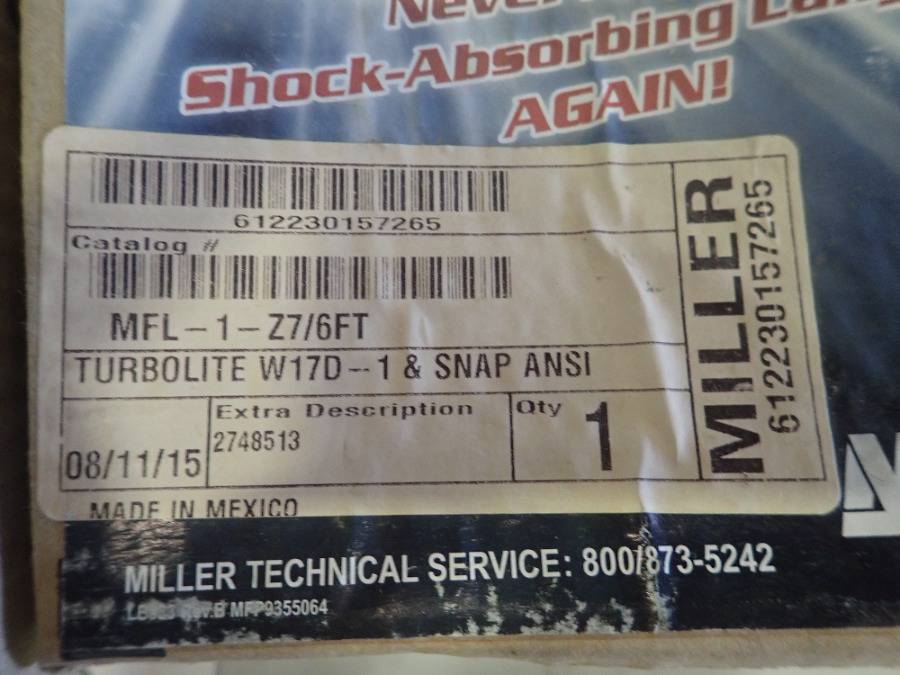 Never
Shock-Absorbing
AGAIN!
612230157265
Catalog #
MFL-1-Z7/6FT
TURBOLITE W17D--1 & SNAP ANSI
Extra Description
2748513
Qty
1
08/11/15
MADE IN MEXICO
MILLER
612230157265
MILLER TECHNICAL SERVICE: 800/873-5242
MFP9355064